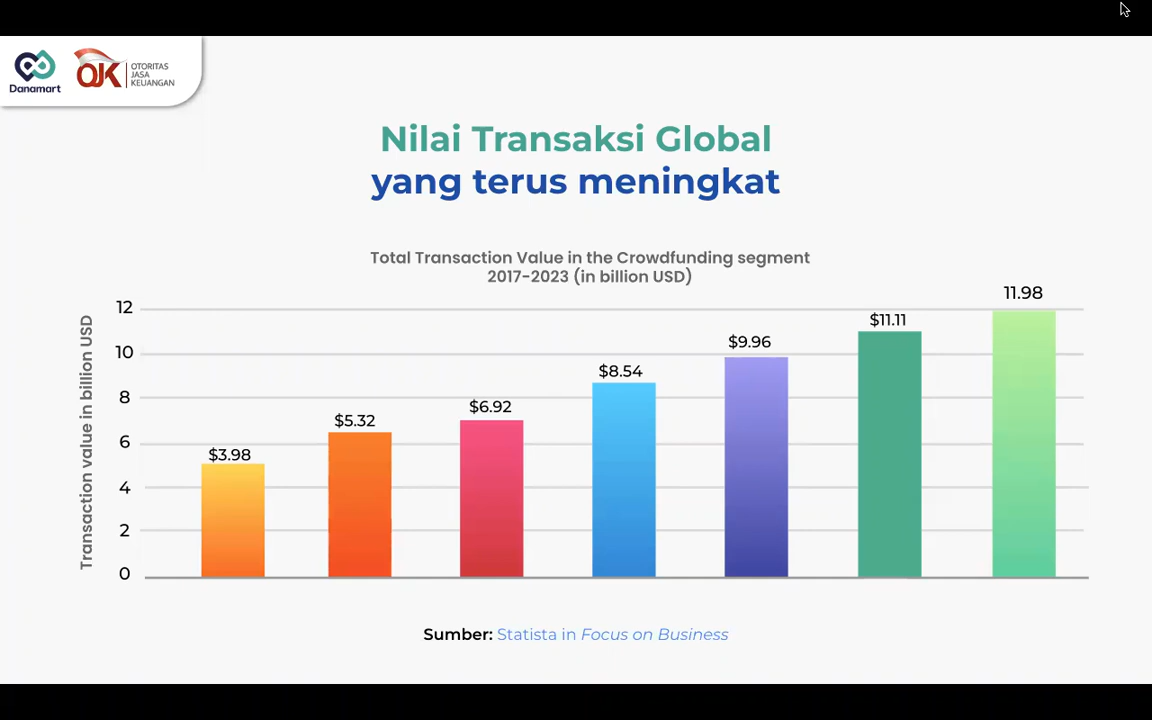 Danamart
OJK
OTORITAS
JASA
KEUANGAN
Nilai Transaksi Global
yang terus meningkat
Total Transaction Value in the Crowdfunding segment
2017-2023 (in billion USD)
Transaction value in billion USD
12
10
8
6
4
2
0
$3.98
$5.32
$6.92
$8.54
$9.96
$11.11
11.98
Sumber: Statista in Focus on Business